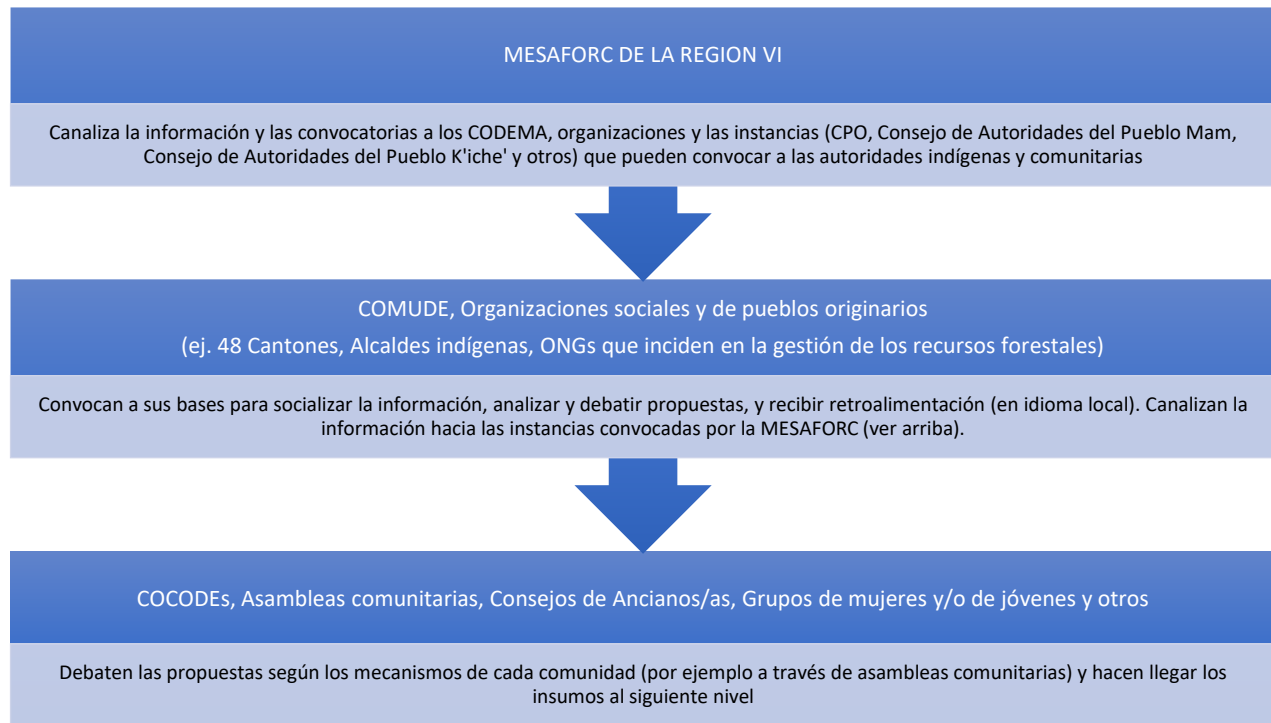 MESAFORC DE LA REGION VI
Canaliza la información y las convocatorias a los CODEMA, organizaciones y las instancias (CPO, Consejo de Autoridades del Pueblo Mam,
Consejo de Autoridades del Pueblo K'iche' y otros) que pueden convocar a las autoridades indígenas y comunitarias
COMUDE, Organizaciones sociales y de pueblos originarios
(ej. 48 Cantones, Alcaldes indígenas, ONGs que inciden en la gestión de los recursos forestales)
Convocan a sus bases para socializar la información, analizar y debatir propuestas, y recibir retroalimentación (en idioma local). Canalizan la
información hacia las instancias convocadas por la MESAFORC (ver arriba).
COCODEs, Asambleas comunitarias, Consejos de Ancianos/as, Grupos de mujeres y/o de jóvenes y otros
Debaten las propuestas según los mecanismos de cada comunidad (por ejemplo a través de asambleas comunitarias) y hacen llegar los
insumos al siguiente nivel